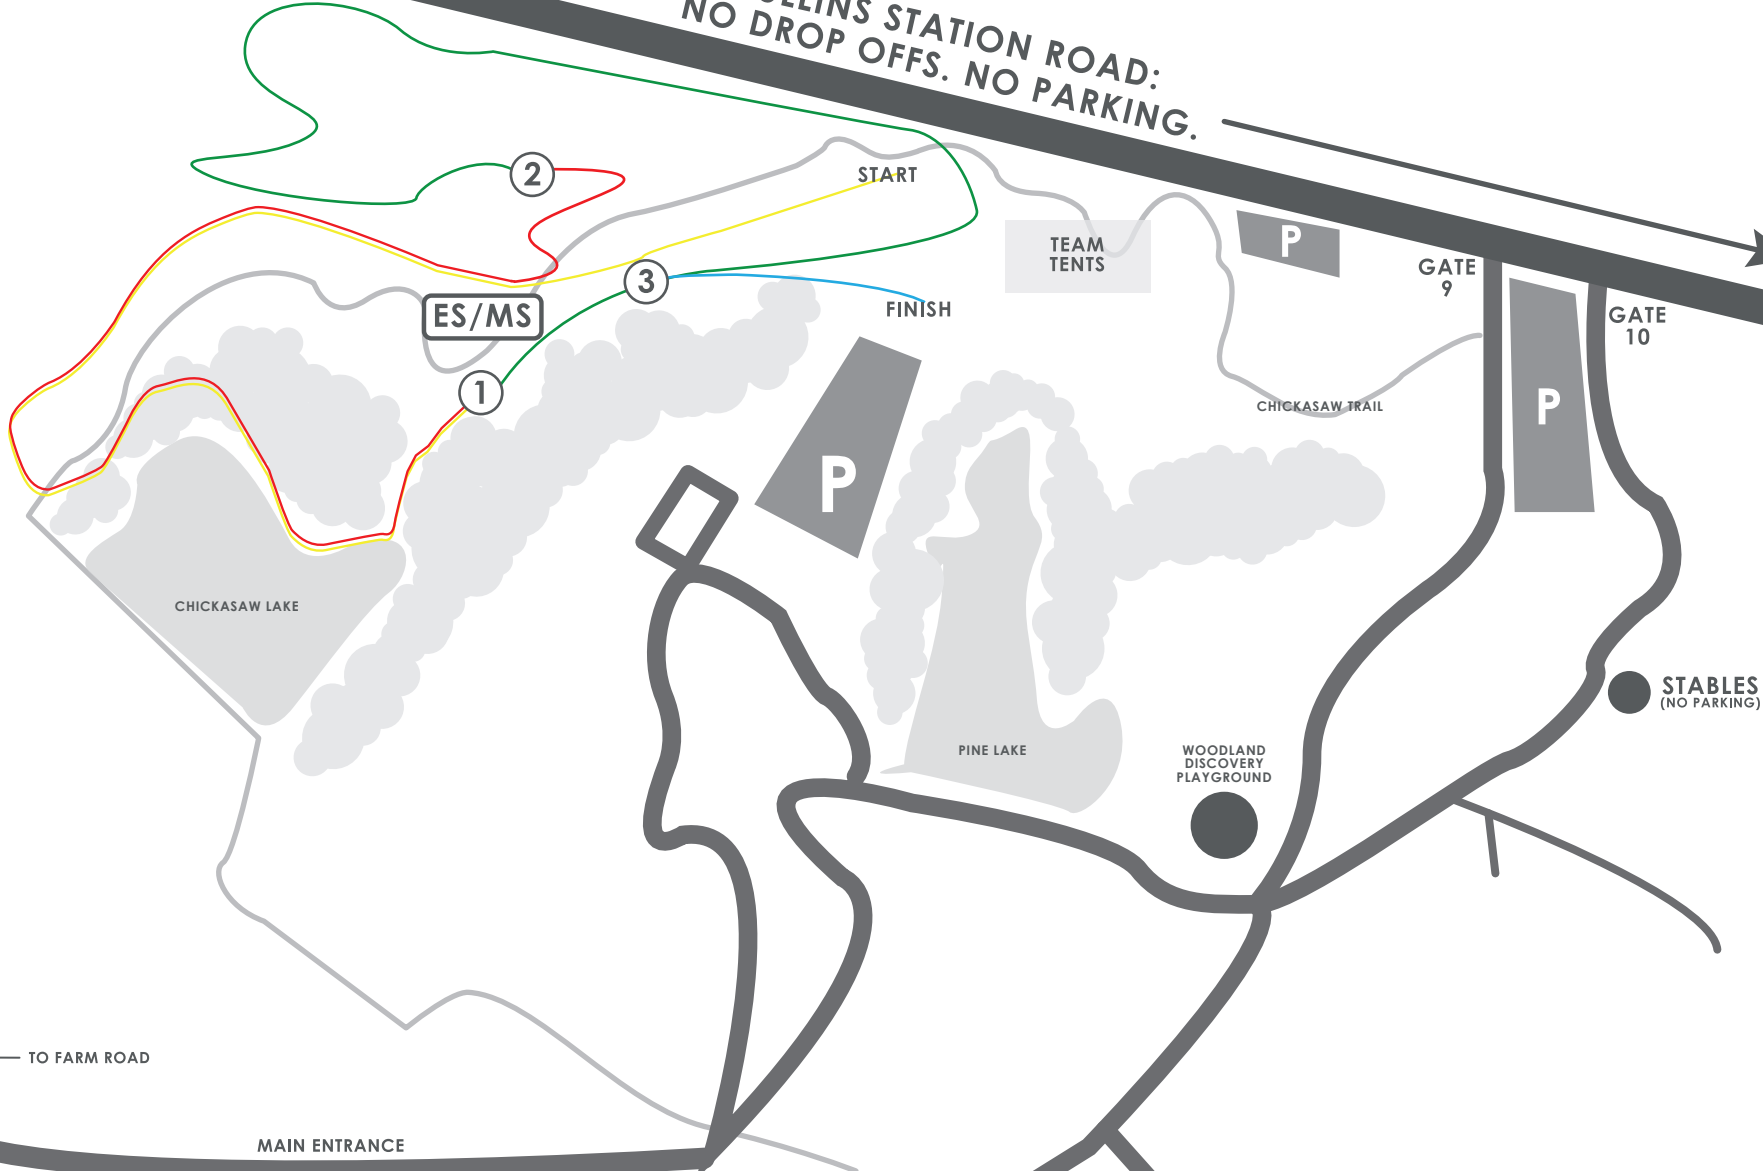 STATION ROAD:
NO DROP OFFS. NO PARKING.
2
START
TEAM
TENTS
P
GATE
9
3
FINISH
ES/MS
GATE
10
1
CHICKASAW TRAIL
P
P
CHICKASAW LAKE
STABLES
(NO PARKING)
PINE LAKE
WOODLAND
DISCOVERY
PLAYGROUND
TO FARM ROAD
MAIN ENTRANCE